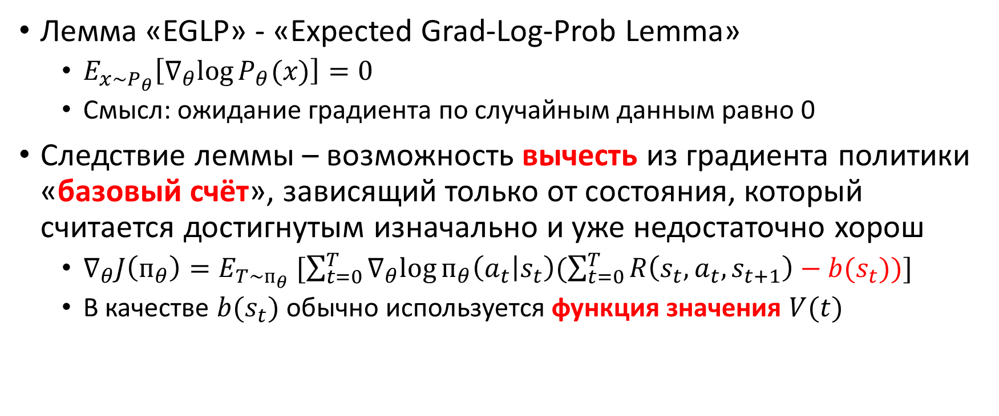 • Лемма «EGLP» - «Expected Grad-Log-Prob Lemma»
• $E_{x \sim P_\theta}[\nabla_\theta \log P_\theta(x)] = 0$
• Смысл: ожидание градиента по случайным данным равно 0
• Следствие леммы – возможность вычесть из градиента политики
«базовый счёт», зависящий только от состояния, который
считается достигнутым изначально и уже недостаточно хорош
• $\nabla_\theta J(п_\theta) = E_{T \sim п_\theta} [\sum_{t=0}^{T} \nabla_\theta \log п_\theta(a_t|s_t)(\sum_{t=0}^{T} R(s_t, a_t, s_{t+1}) - b(s_t))]$
• В качестве $b(s_t)$ обычно используется функция значения $V(t)$